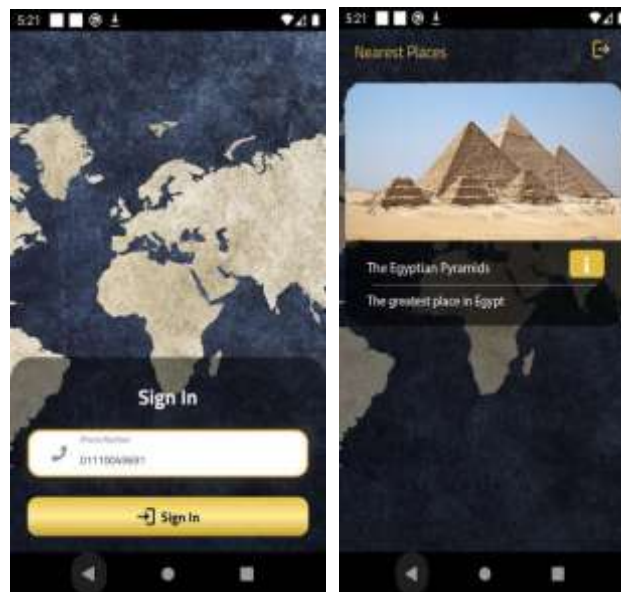 5:21
Sign In
Phone Number
Sign In
5:21
Nearest Places
The Egyptian Pyramids
The greatest place in Egypt